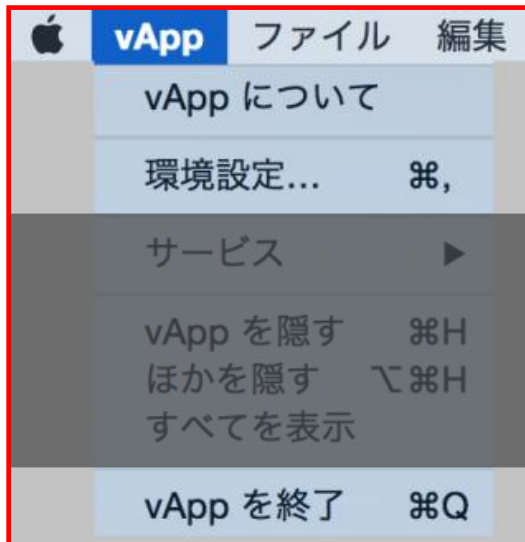 vApp ファイル 編集
vApp について
環境設定... ⌘,
サービス ▶
vApp を隠す ⌘H
ほかを隠す ⌥⌘H
すべてを表示
vApp を終了 ⌘Q